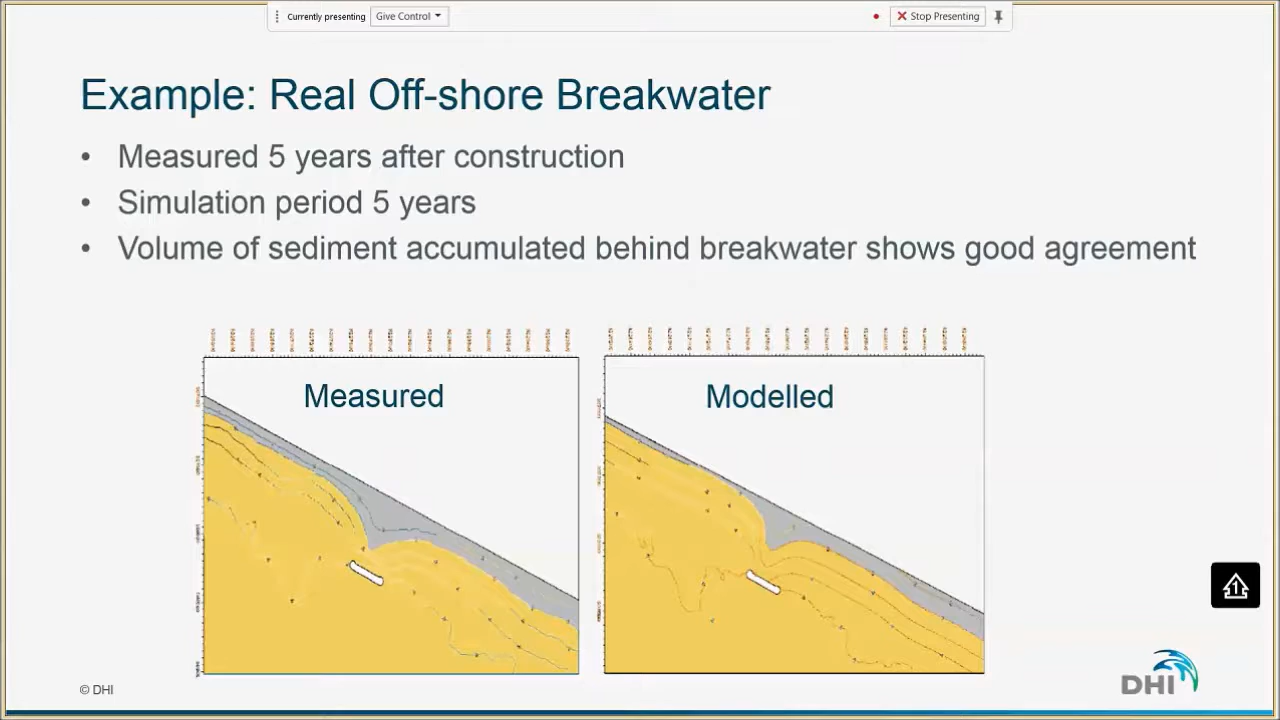 Currently presenting
Give Control
Stop Presenting
Example: Real Off-shore Breakwater
• Measured 5 years after construction
• Simulation period 5 years
• Volume of sediment accumulated behind breakwater shows good agreement
Measured
Modelled
1
© DHI
DHI